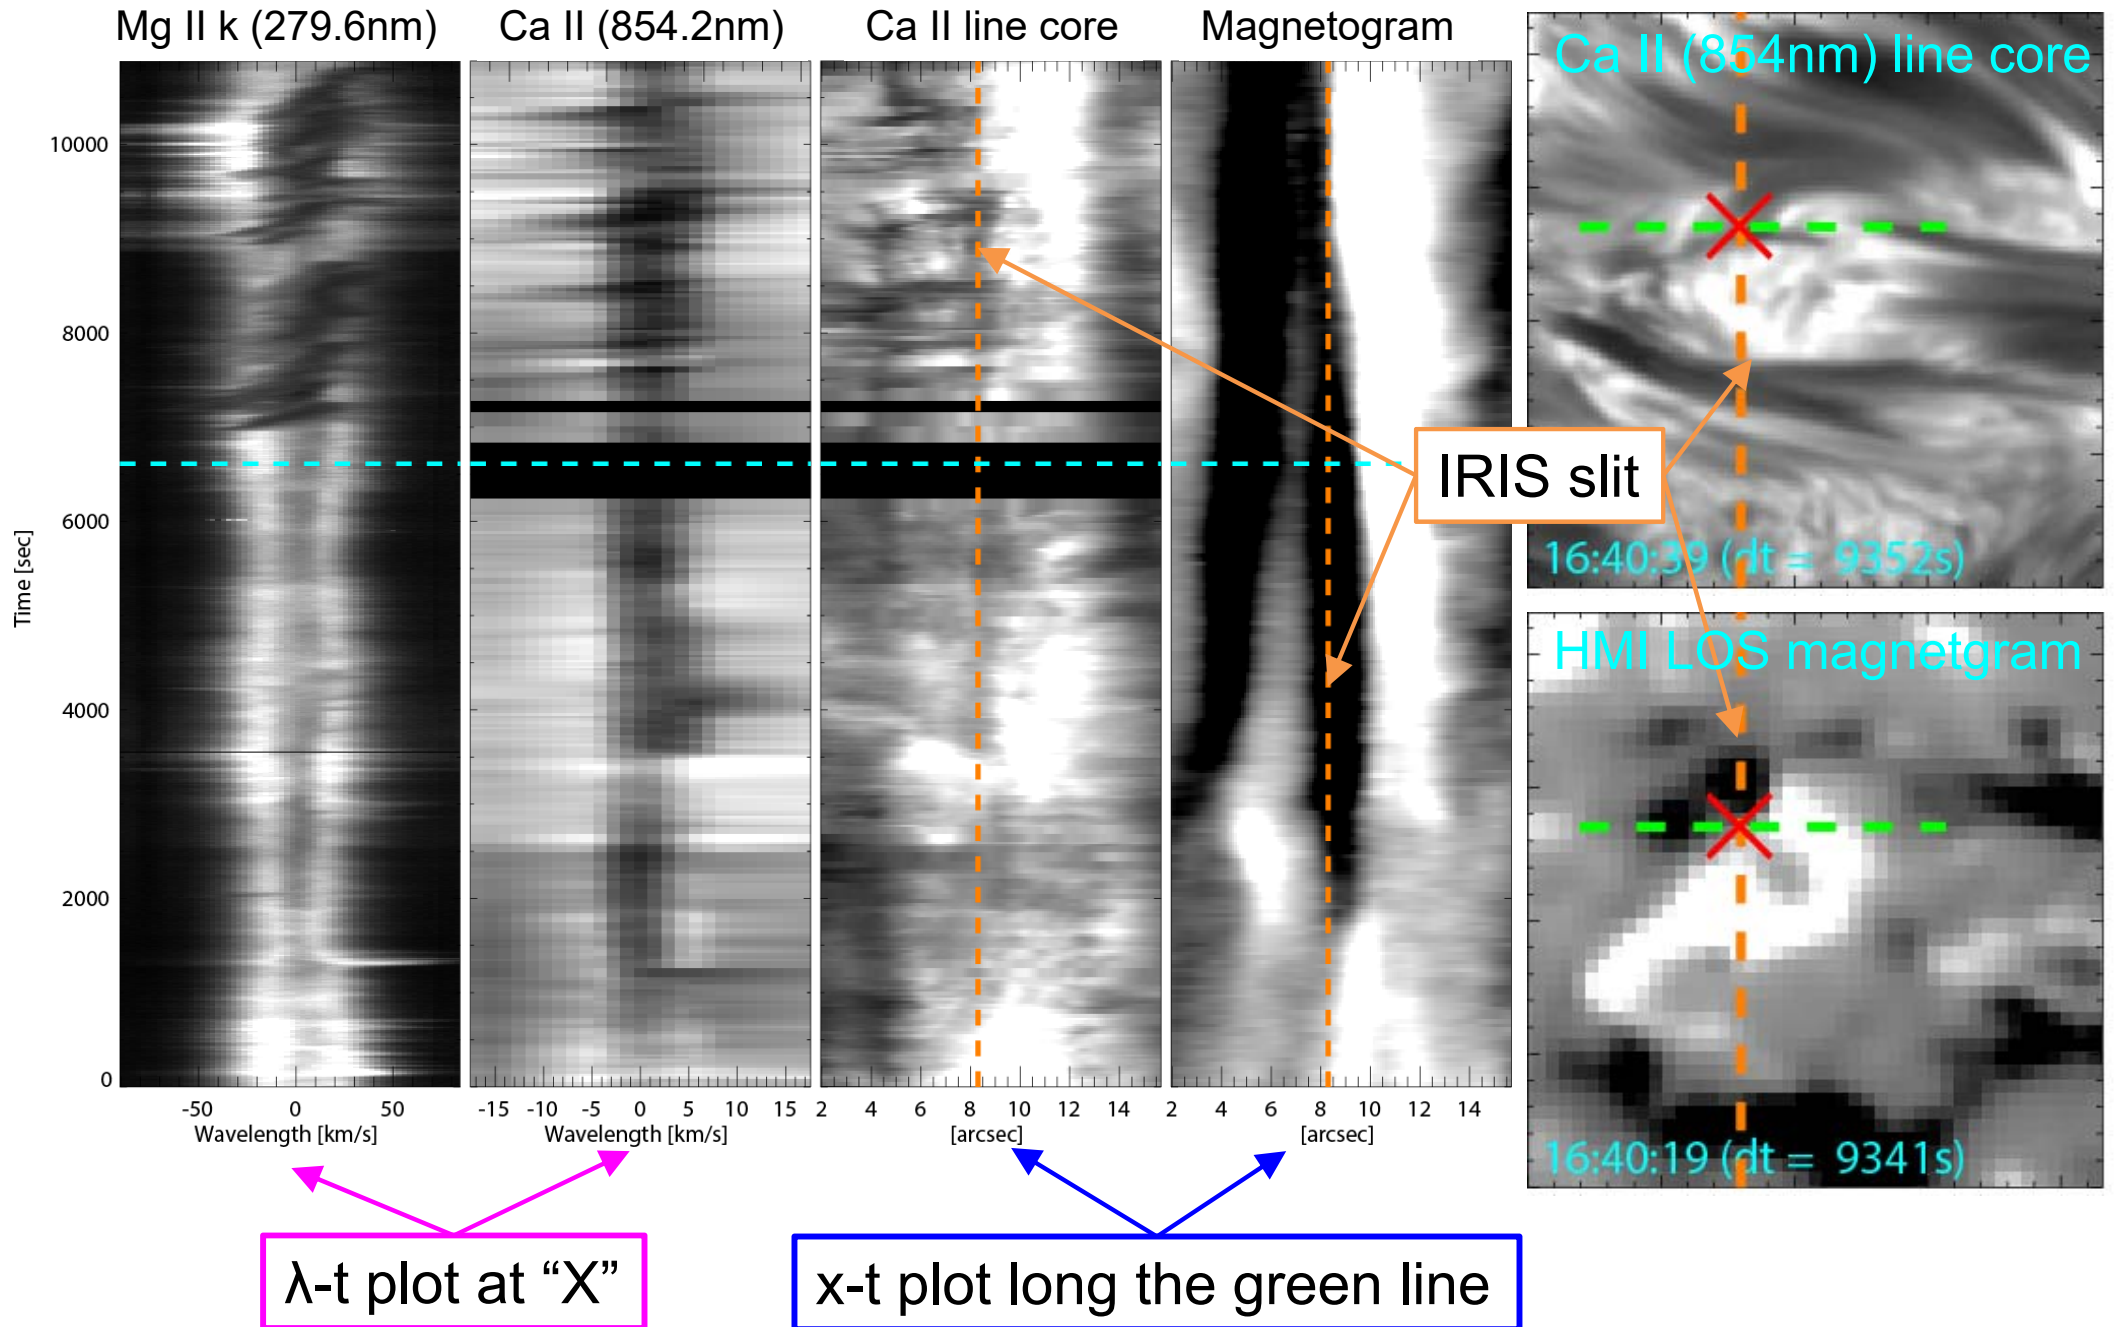 Mg II k (279.6nm) Ca II (854.2nm) Ca II line core Magnetogram
Ca II (854nm) line core
16:40:39 (dt = 9352s)
HMI LOS magnetgram
16:40:19 (dt = 9341s)
IRIS slit
Time [sec]
10000
8000
6000
4000
2000
0
-50 0 50
Wavelength [km/s]
-15 -10 -5 0 5 10 15
Wavelength [km/s]
2 4 6 8 10 12 14
[arcsec]
2 4 6 8 10 12 14
[arcsec]
λ-t plot at “X”
x-t plot long the green line